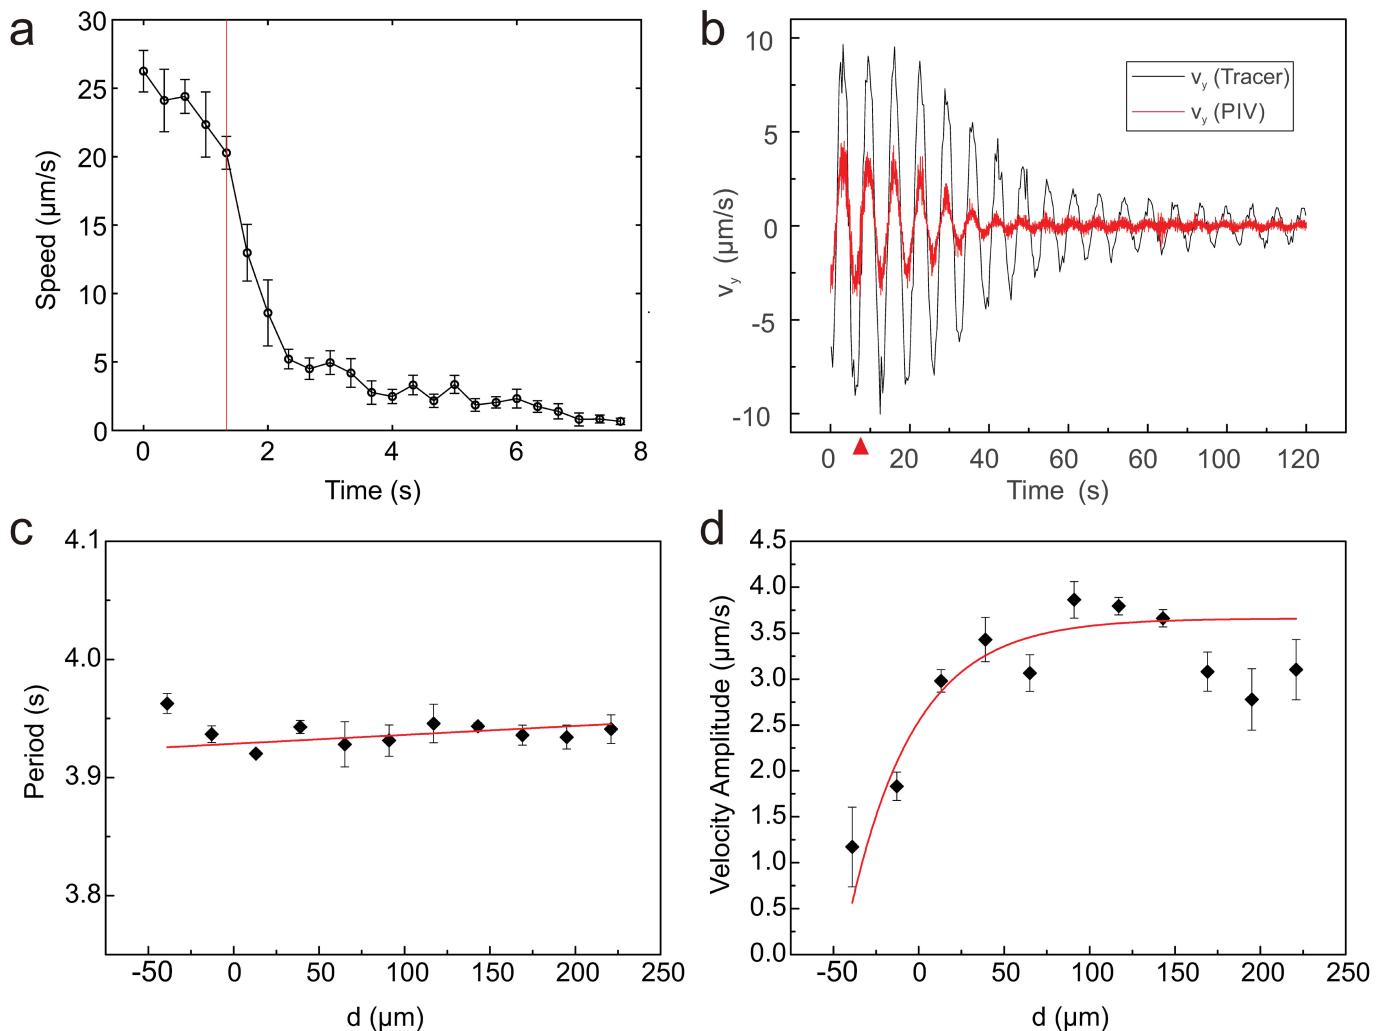 a
30
25
20
15
10
5
0
Speed (µm/s)
0 2 4 6 8
Time (s)
b
10
5
0
-5
-10
v_y (µm/s)
v_y (Tracer)
v_y (PIV)
0 20 40 60 60 100 120
Time (s)
c
4.1
4.0
3.9
3.8
Period (s)
-50 0 50 100 150 200 250
d (µm)
d
4.5
4.0
3.5
3.0
2.5
2.0
1.5
1.0
0.5
0.0
Velocity Amplitude (µm/s)
-50 0 50 100 150 200 250
d (µm)